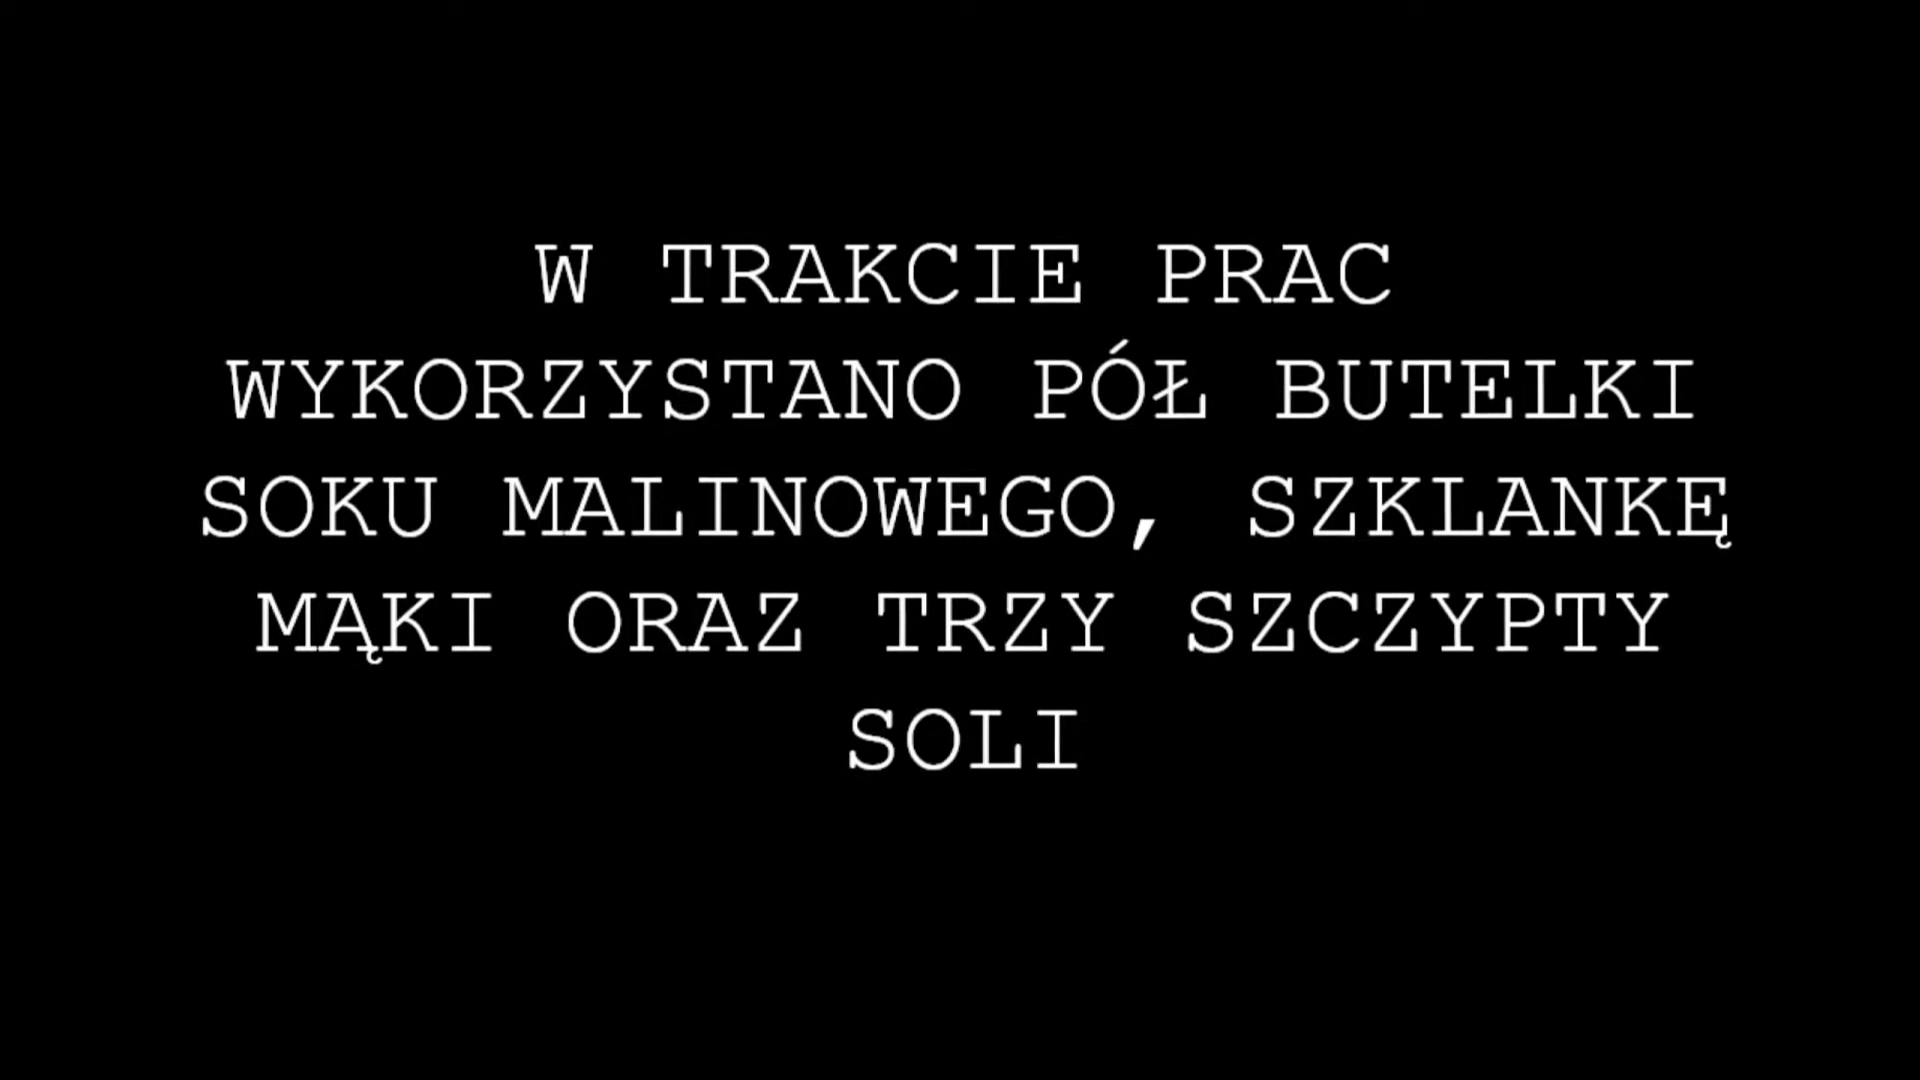 W TRAKCIE PRAC
WYKORZYSTANO PÓŁ BUTELKI
SOKU MALINOWEGO, SZKLANKĘ
MĄKI ORAZ TRZY SZCZYPTY
SOLI